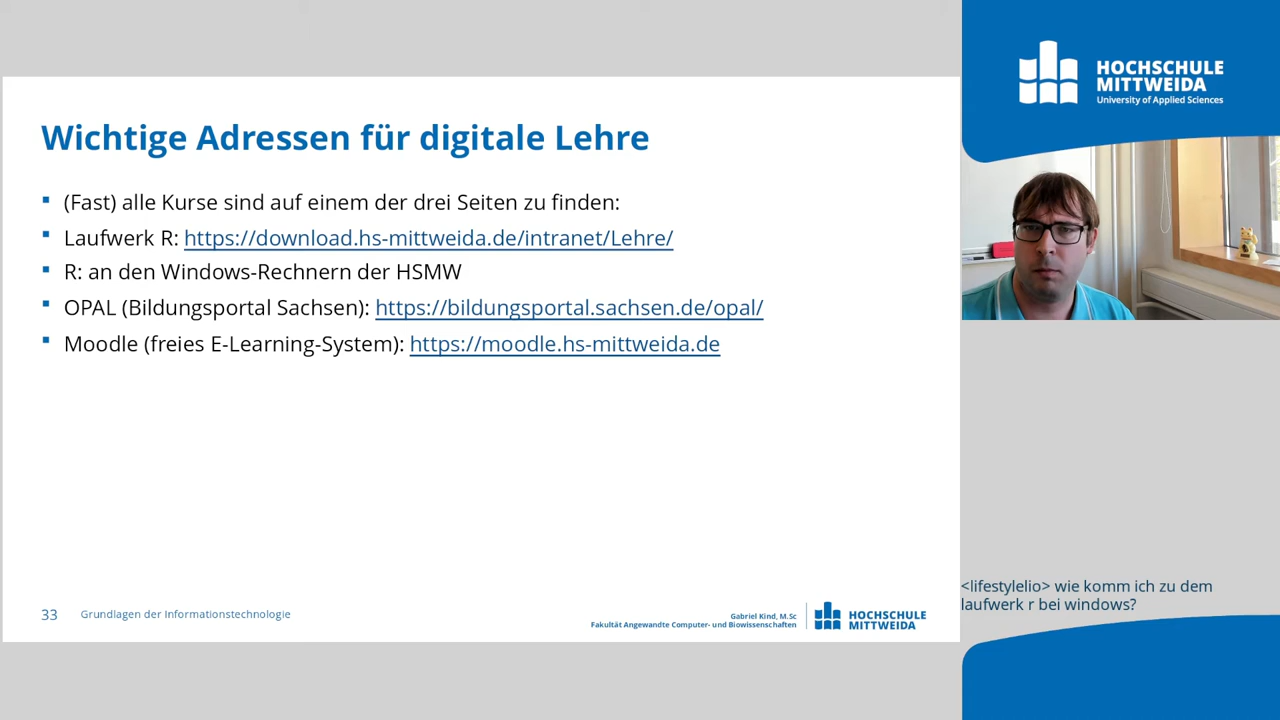 Wichtige Adressen für digitale Lehre
(Fast) alle Kurse sind auf einem der drei Seiten zu finden:
Laufwerk R: https://download.hs-mittweida.de/intranet/Lehre/
R: an den Windows-Rechnern der HSMW
OPAL (Bildungsportal Sachsen): https://bildungsportal.sachsen.de/opal/
Moodle (freies E-Learning-System): https://moodle.hs-mittweida.de
33 Grundlagen der Informationstechnologie
Gabriel Kind, M.Sc
Fakultät Angewandte Computer- und Biowissenschaften
HOCHSCHULE
MITTWEIDA
HOCHSCHULE
MITTWEIDA
University of Applied Sciences
<lifestylelio> wie komm ich zu dem
laufwerk r bei windows?